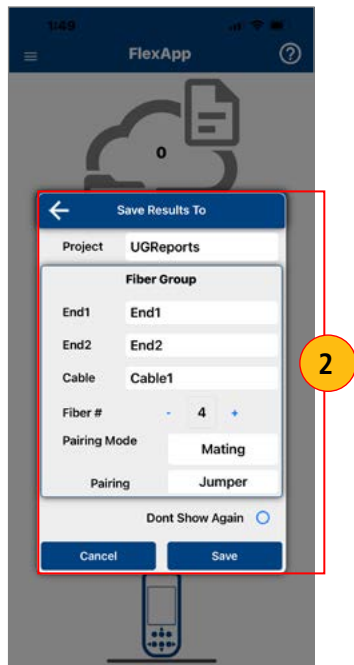 1:49
FlexApp
?
0
Save Results To
Project UGReports
Fiber Group
End1 End1
End2 End2
Cable Cable1
Fiber # - 4 +
Pairing Mode Mating
Pairing Jumper
Dont Show Again
Cancel Save
2